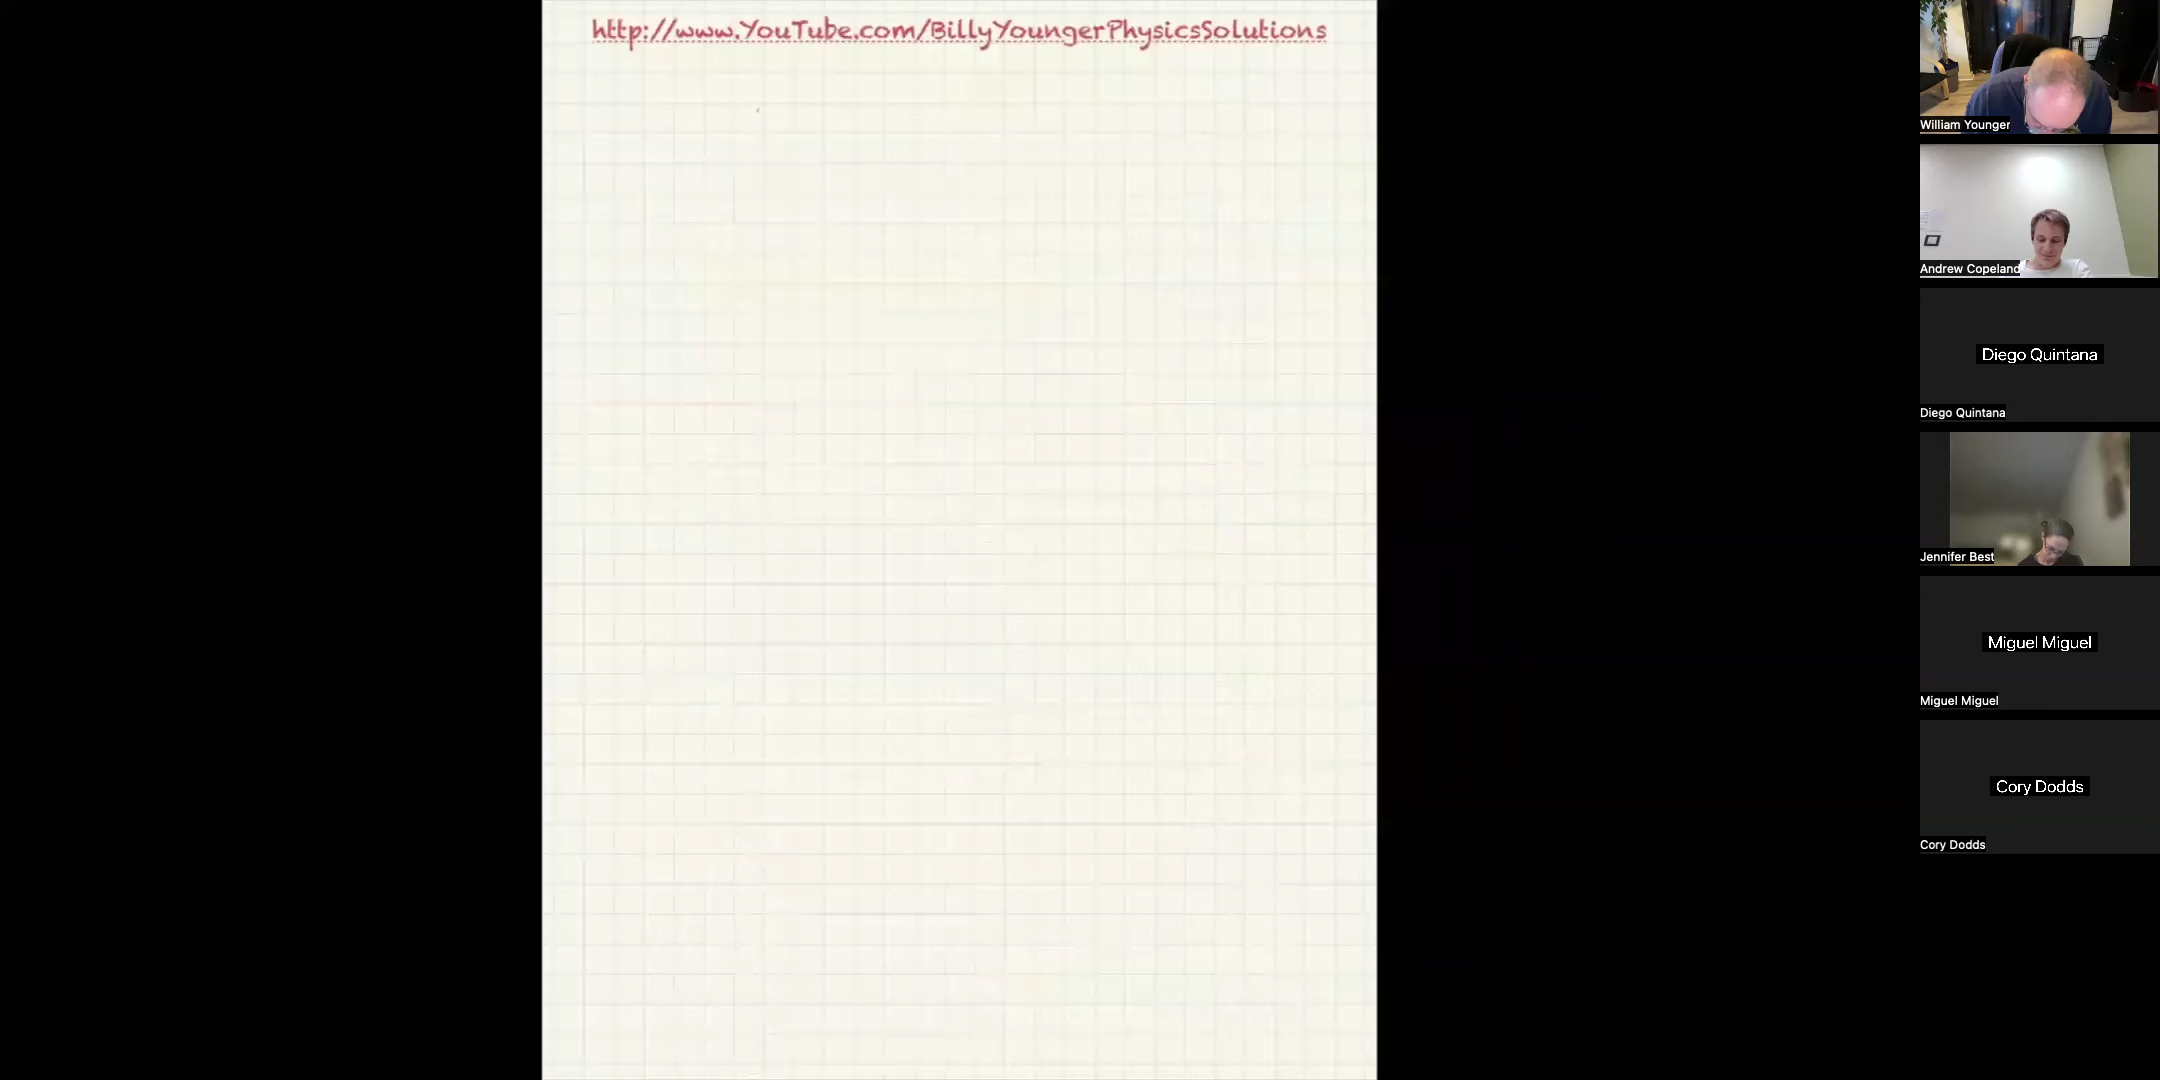 http://www.YouTube.com/BillyYoungerPhysicsSolutions
William Younger
Andrew Copeland
Diego Quintana
Diego Quintana
Jennifer Best
Miguel Miguel
Miguel Miguel
Cory Dodds
Cory Dodds